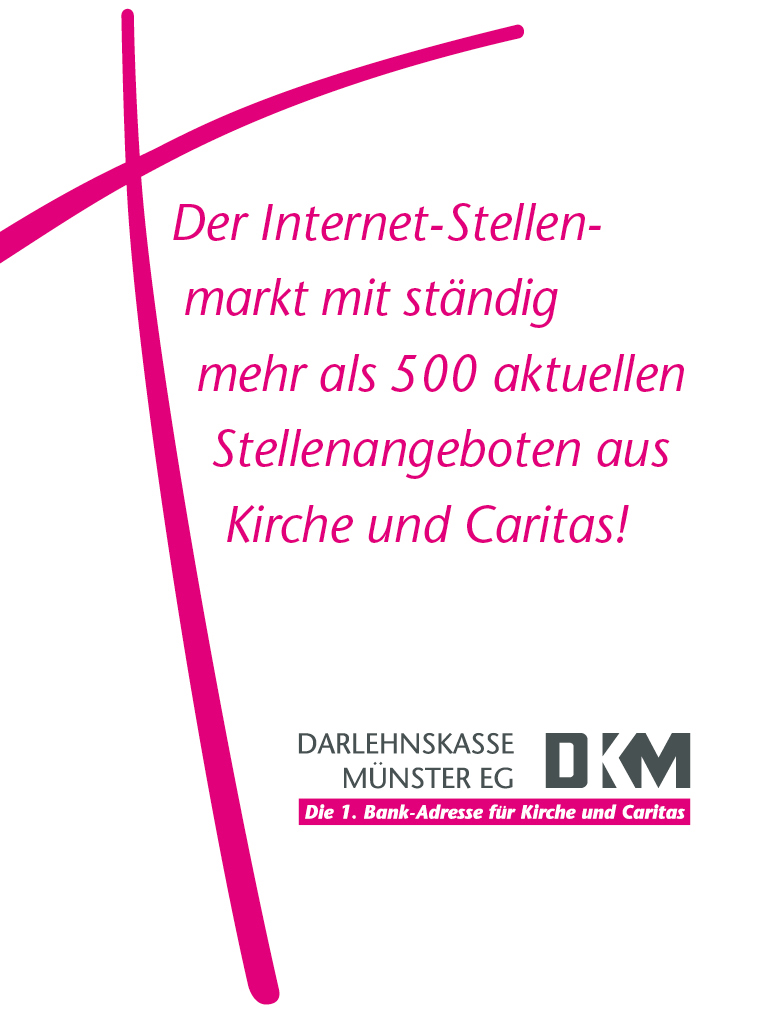 Der Internet-Stellen-
markt mit ständig
mehr als 500 aktuellen
Stellenangeboten aus
Kirche und Caritas!
DARLEHNSKASSE
MÜNSTER EG
DKM
Die 1. Bank-Adresse für Kirche und Caritas